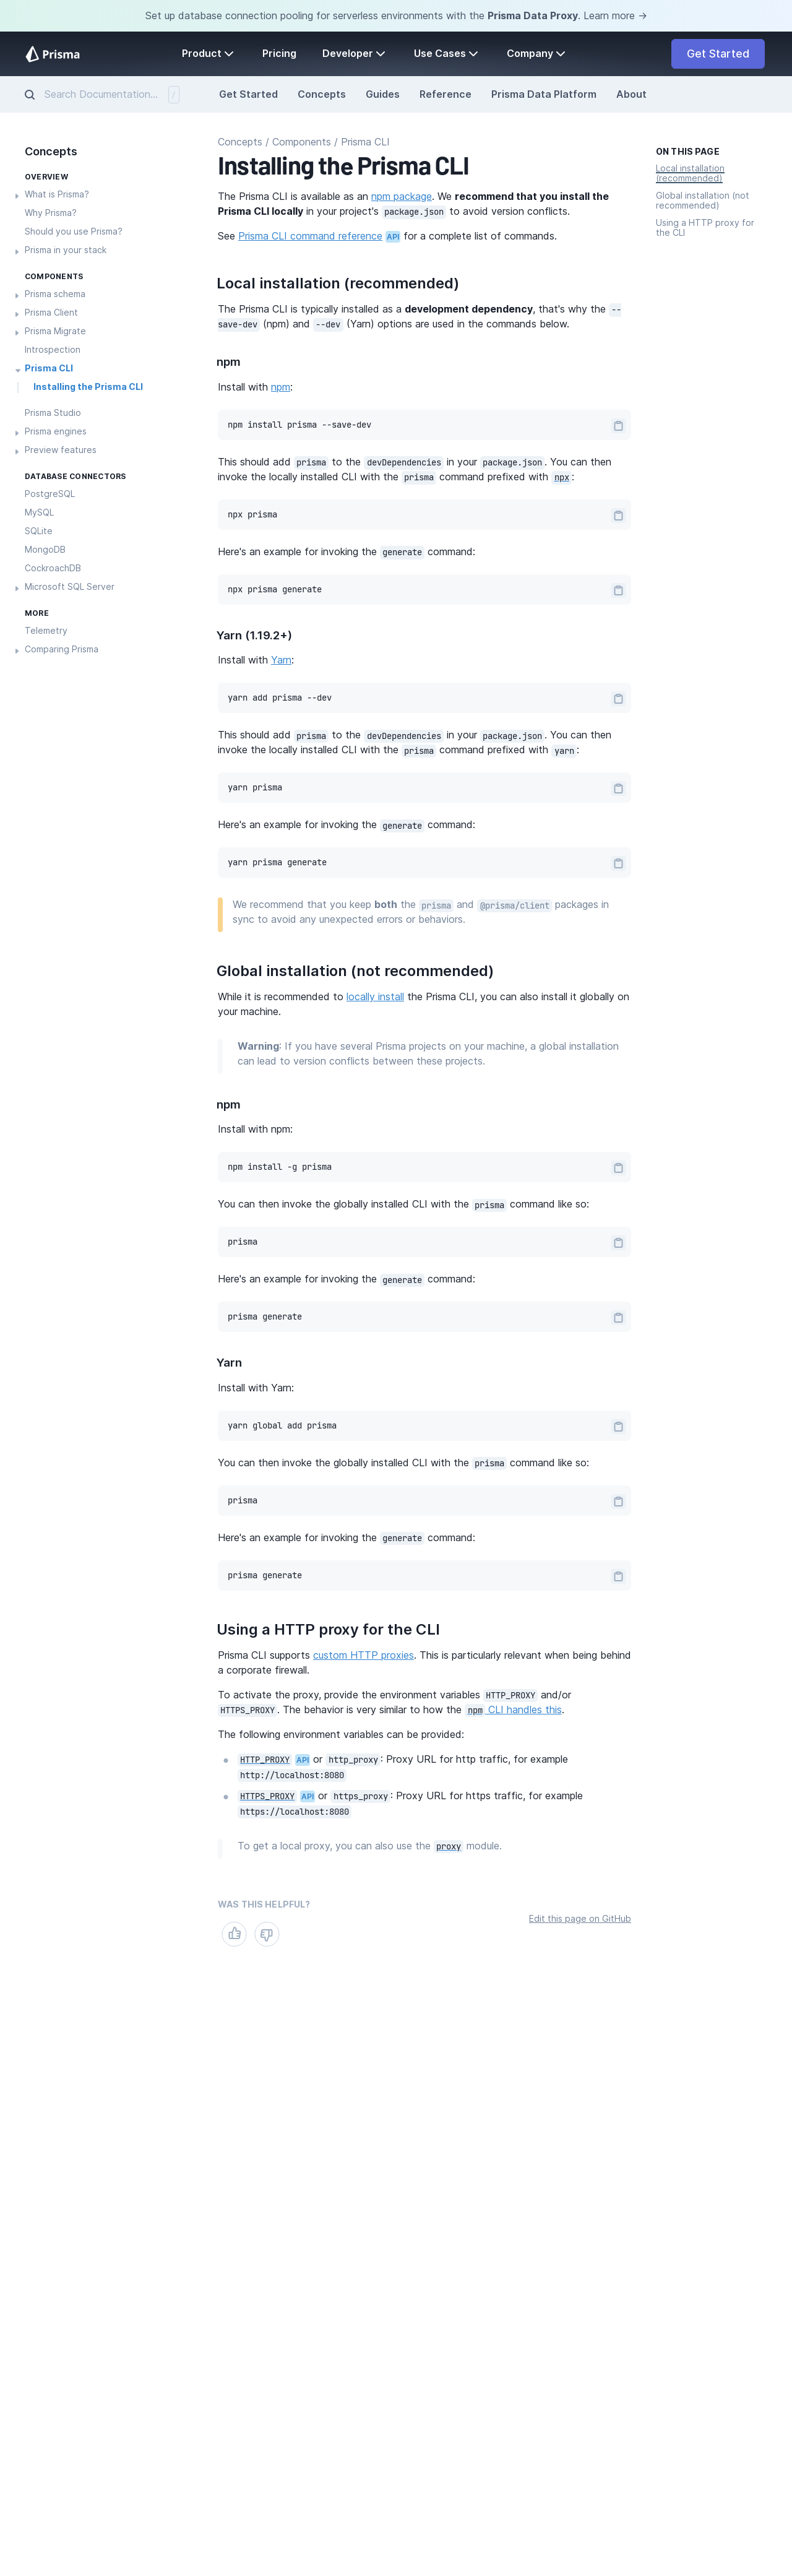 Set up database connection pooling for serverless environments with the Prisma Data Proxy. Learn more →
Prisma
Product
Pricing
Developer
Use Cases
Company
Get Started
Search Documentation...
/
Get Started
Concepts
Guides
Reference
Prisma Data Platform
About
Concepts
OVERVIEW
What is Prisma?
Why Prisma?
Should you use Prisma?
Prisma in your stack
COMPONENTS
Prisma schema
Prisma Client
Prisma Migrate
Introspection
Prisma CLI
Installing the Prisma CLI
Prisma Studio
Prisma engines
Preview features
DATABASE CONNECTORS
PostgreSQL
MySQL
SQLite
MongoDB
CockroachDB
Microsoft SQL Server
MORE
Telemetry
Comparing Prisma
Concepts / Components / Prisma CLI
Installing the Prisma CLI
The Prisma CLI is available as an npm package. We recommend that you install the
Prisma CLI locally in your project's package.json to avoid version conflicts.
See Prisma CLI command reference API for a complete list of commands.
Local installation (recommended)
The Prisma CLI is typically installed as a development dependency, that's why the --
save-dev (npm) and --dev (Yarn) options are used in the commands below.
npm
Install with npm:
npm install prisma --save-dev
This should add prisma to the devDependencies in your package.json. You can then
invoke the locally installed CLI with the prisma command prefixed with npx:
npx prisma
Here's an example for invoking the generate command:
npx prisma generate
Yarn (1.19.2+)
Install with Yarn:
yarn add prisma --dev
This should add prisma to the devDependencies in your package.json. You can then
invoke the locally installed CLI with the prisma command prefixed with yarn:
yarn prisma
Here's an example for invoking the generate command:
yarn prisma generate
We recommend that you keep both the prisma and @prisma/client packages in
sync to avoid any unexpected errors or behaviors.
Global installation (not recommended)
While it is recommended to locally install the Prisma CLI, you can also install it globally on
your machine.
Warning: If you have several Prisma projects on your machine, a global installation
can lead to version conflicts between these projects.
npm
Install with npm:
npm install -g prisma
You can then invoke the globally installed CLI with the prisma command like so:
prisma
Here's an example for invoking the generate command:
prisma generate
Yarn
Install with Yarn:
yarn global add prisma
You can then invoke the globally installed CLI with the prisma command like so:
prisma
Here's an example for invoking the generate command:
prisma generate
Using a HTTP proxy for the CLI
Prisma CLI supports custom HTTP proxies. This is particularly relevant when being behind
a corporate firewall.
To activate the proxy, provide the environment variables HTTP_PROXY and/or
HTTPS_PROXY. The behavior is very similar to how the npm CLI handles this.
The following environment variables can be provided:
HTTP_PROXY API or http_proxy: Proxy URL for http traffic, for example
http://localhost:8080
HTTPS_PROXY API or https_proxy: Proxy URL for https traffic, for example
https://localhost:8080
To get a local proxy, you can also use the proxy module.
WAS THIS HELPFUL?
Edit this page on GitHub
ON THIS PAGE
Local installation
(recommended)
Global installation (not
recommended)
Using a HTTP proxy for
the CLI